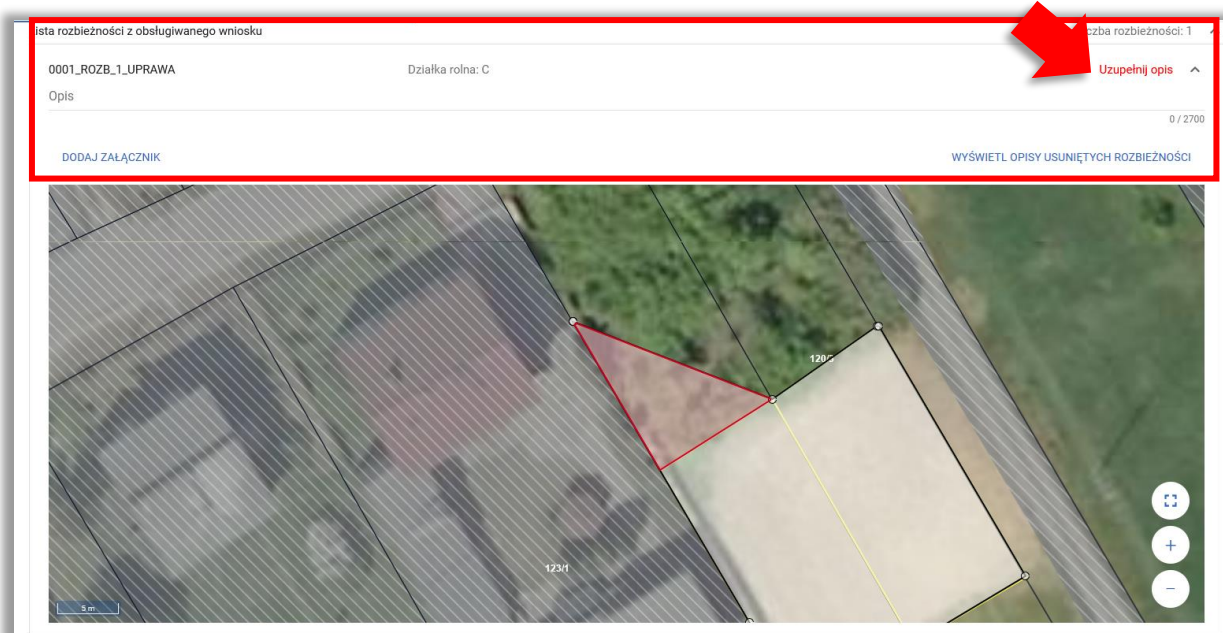 ista rozbieżności z obsługiwanego wniosku
czba rozbieżności: 1
0001_ROZB_1_UPRAWA
Działka rolna: C
Uzupełnij opis
Opis
0 / 2700
DODAJ ZAŁĄCZNIK
WYŚWIETL OPISY USUNIĘTYCH ROZBIEŻNOŚCI
123/1
5 m